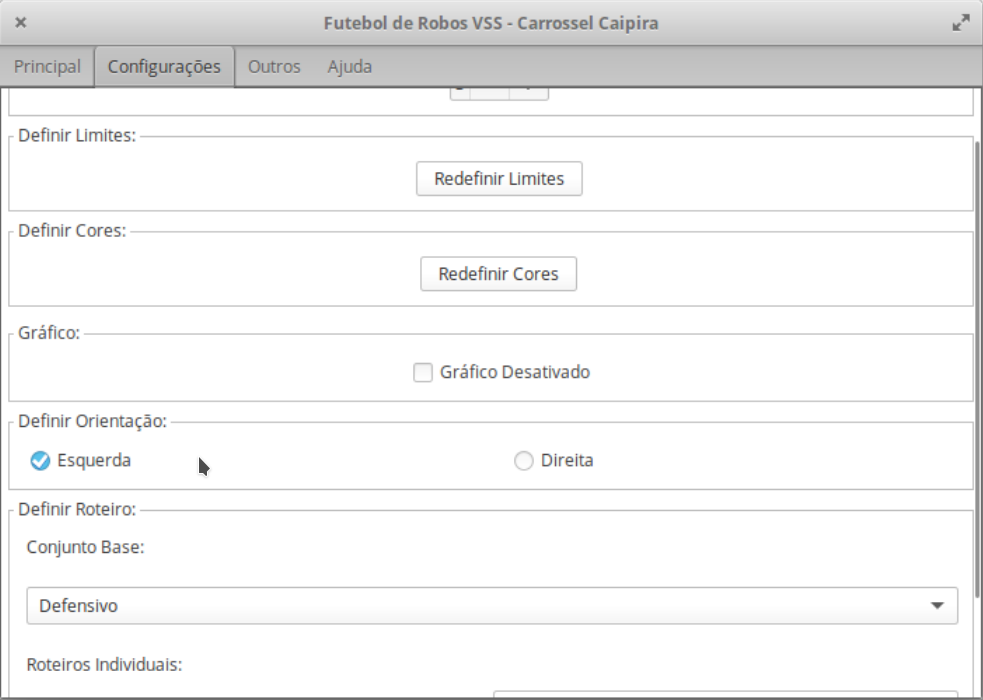 Futebol de Robos VSS - Carrossel Caipira
Principal Configurações Outros Ajuda
Definir Limites:
Redefinir Limites
Definir Cores:
Redefinir Cores
Gráfico:
Gráfico Desativado
Definir Orientação:
Esquerda Direita
Definir Roteiro:
Conjunto Base:
Defensivo
Roteiros Individuais: